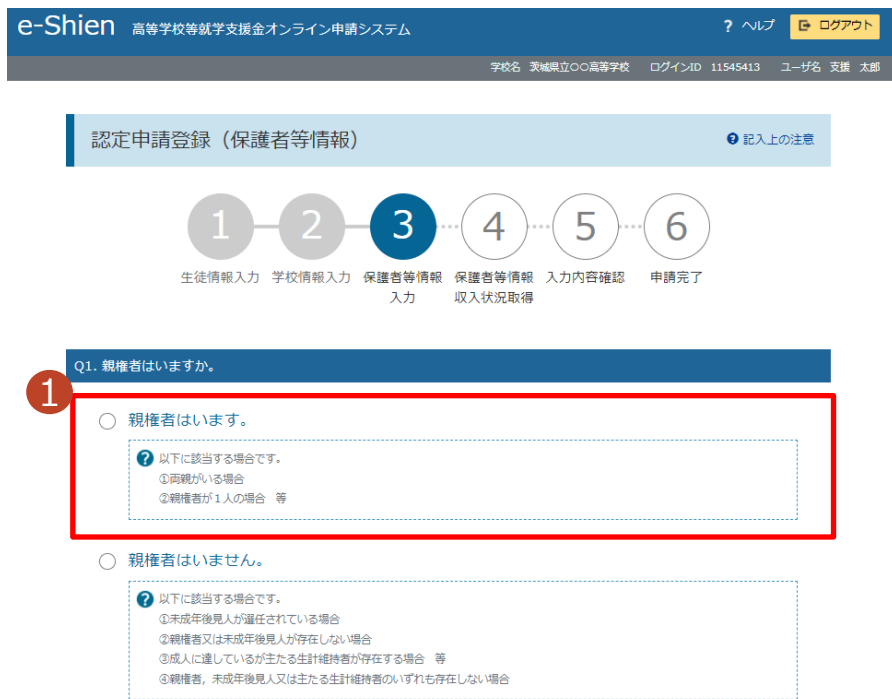 e-Shien 高等学校等就学支援金オンライン申請システム ? ヘルプ ログアウト
学校名 茨城県立〇〇高等学校 ログインID 11545413 ユーザ名 支援 太郎
認定申請登録（保護者等情報） ? 記入上の注意
1 2 3 4 5 6
生徒情報入力 学校情報入力 保護者等情報 保護者等情報 入力内容確認 申請完了
入力 収入状況取得
Q1. 親権者はいますか。
1
親権者はいます。
? 以下に該当する場合です。
①両親がいる場合
②親権者が１人の場合　等
親権者はいません。
? 以下に該当する場合です。
①未成年後見人が選任されている場合
②親権者又は未成年後見人が存在しない場合
③成人に達しているが主たる生計維持者が存在する場合　等
④親権者，未成年後見人又は主たる生計維持者のいずれも存在しない場合